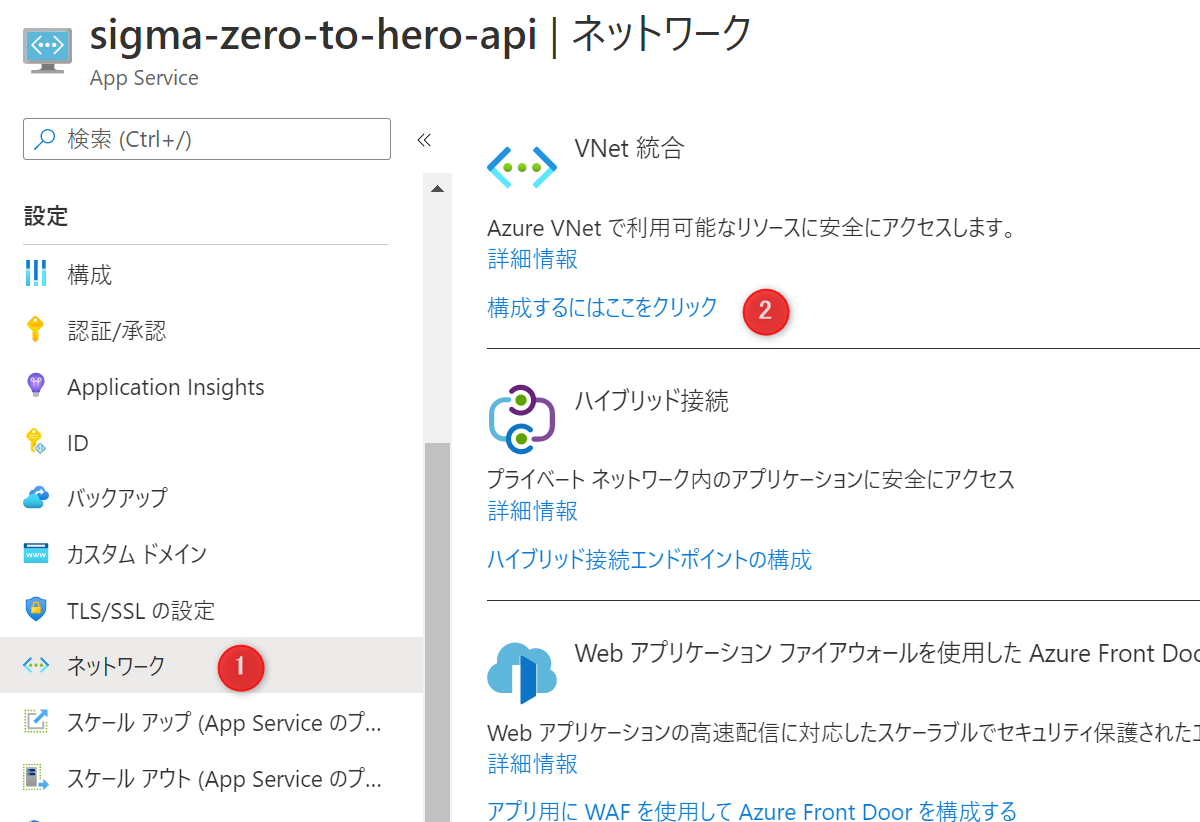 sigma-zero-to-hero-api | ネットワーク
App Service
検索 (Ctrl+/)
«
設定
構成
認証/承認
Application Insights
ID
バックアップ
カスタム ドメイン
www
TLS/SSL の設定
ネットワーク
1
スケール アップ (App Service のプ...
スケール アウト (App Service のプ...
VNet 統合
Azure VNet で利用可能なリソースに安全にアクセスします。
詳細情報
構成するにはここをクリック
2
ハイブリッド接続
プライベート ネットワーク内のアプリケーションに安全にアクセス
詳細情報
ハイブリッド接続エンドポイントの構成
Web アプリケーション ファイアウォールを使用した Azure Front Doo
Web アプリケーションの高速配信に対応したスケーラブルでセキュリティ保護された
詳細情報
アプリ用に WAF を使用して Azure Front Door を構成する